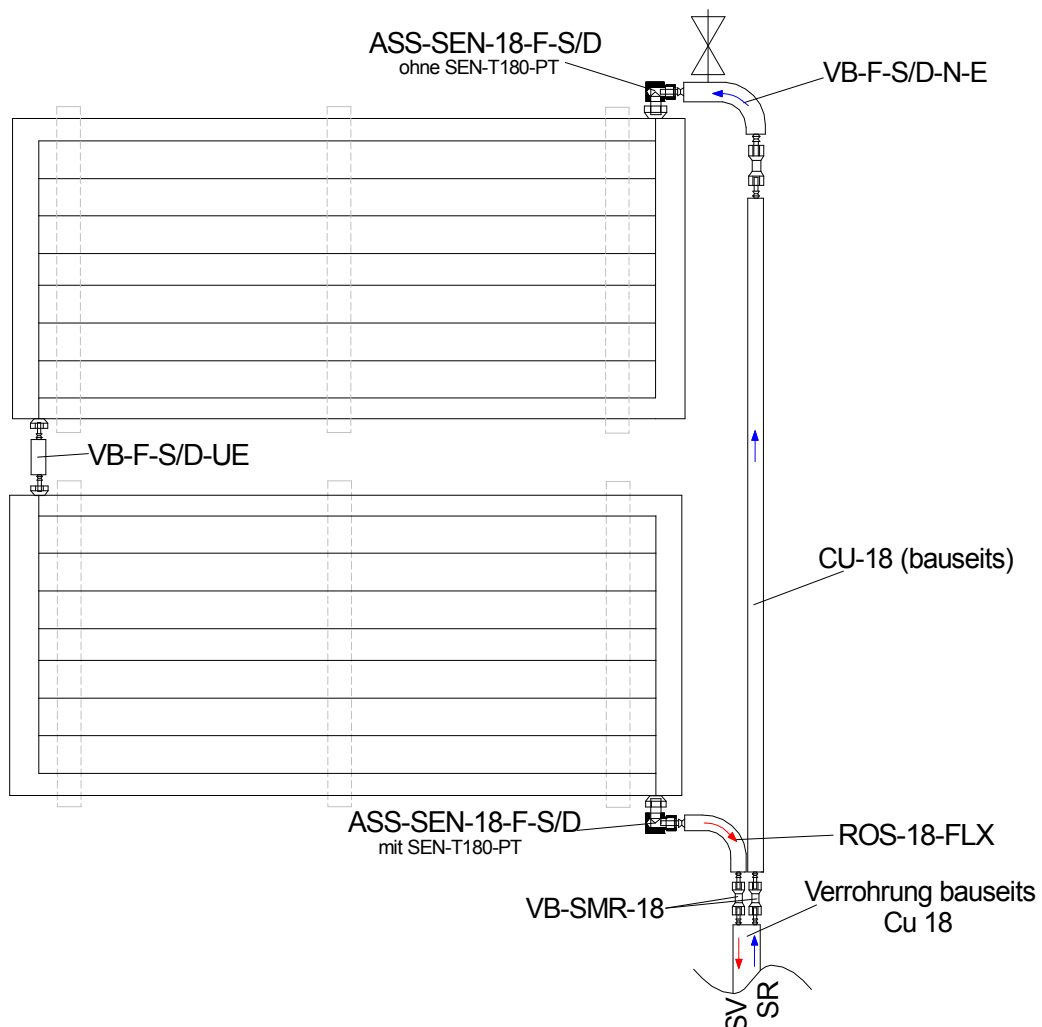 ASS-SEN-18-F-S/D
ohne SEN-T180-PT
VB-F-S/D-N-E
VB-F-S/D-UE
CU-18 (bauseits)
ASS-SEN-18-F-S/D
mit SEN-T180-PT
ROS-18-FLX
VB-SMR-18
Verrohrung bauseits
Cu 18
SV
SR